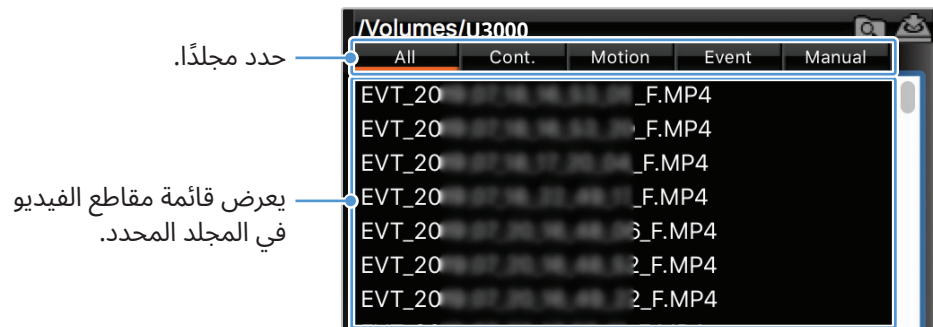 /Volumes/U3000
حدد مجلدًا.
All Cont. Motion Event Manual
EVT_20 _F.MP4
EVT_20 _F.MP4
EVT_20 _F.MP4
يعرض قائمة مقاطع الفيديو
في المجلد المحدد.
EVT_20 _F.MP4
EVT_20 _F.MP4
EVT_20 _F.MP4
EVT_20 _F.MP4